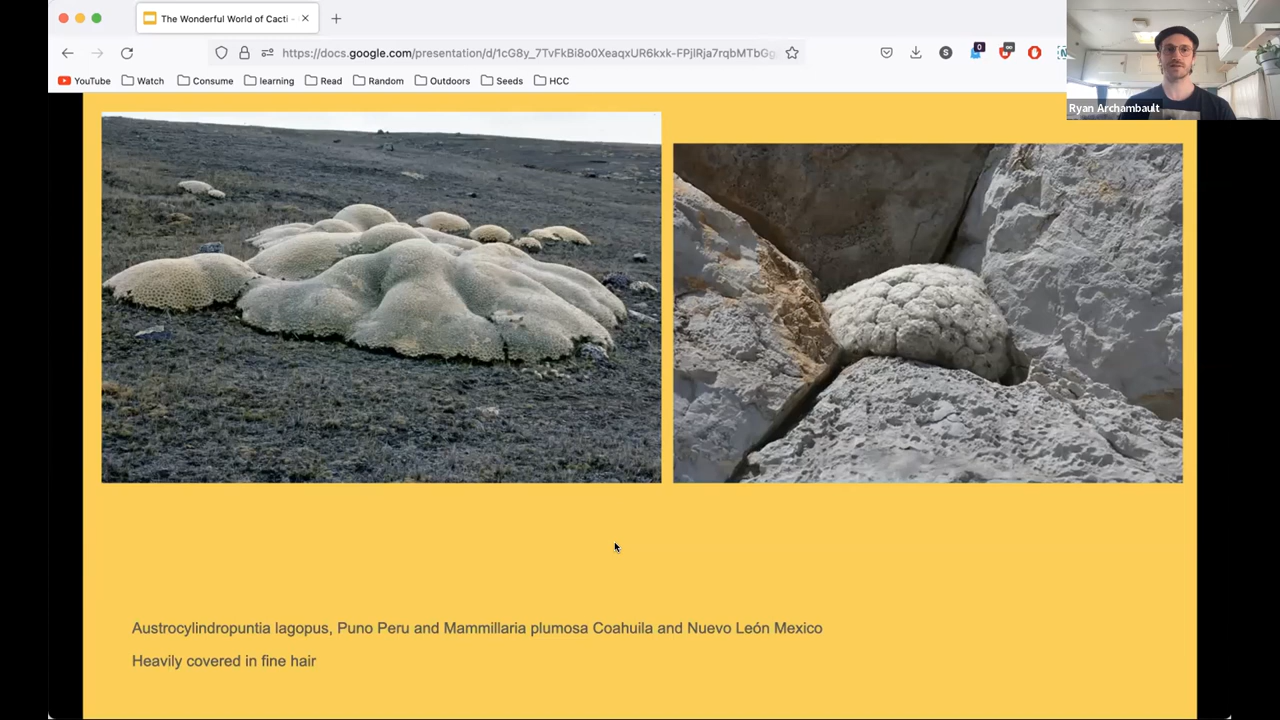 The Wonderful World of Cacti -
https://docs.google.com/presentation/d/1cG8y_7TvFkBi8o0XeaqxUR6kxk-FPjlRja7rqbMTbGg
S
0
YouTube
Watch
Consume
learning
Read
Random
Outdoors
Seeds
HCC
Ryan Archambault
Austrocylindropuntia lagopus, Puno Peru and Mammillaria plumosa Coahuila and Nuevo León Mexico
Heavily covered in fine hair